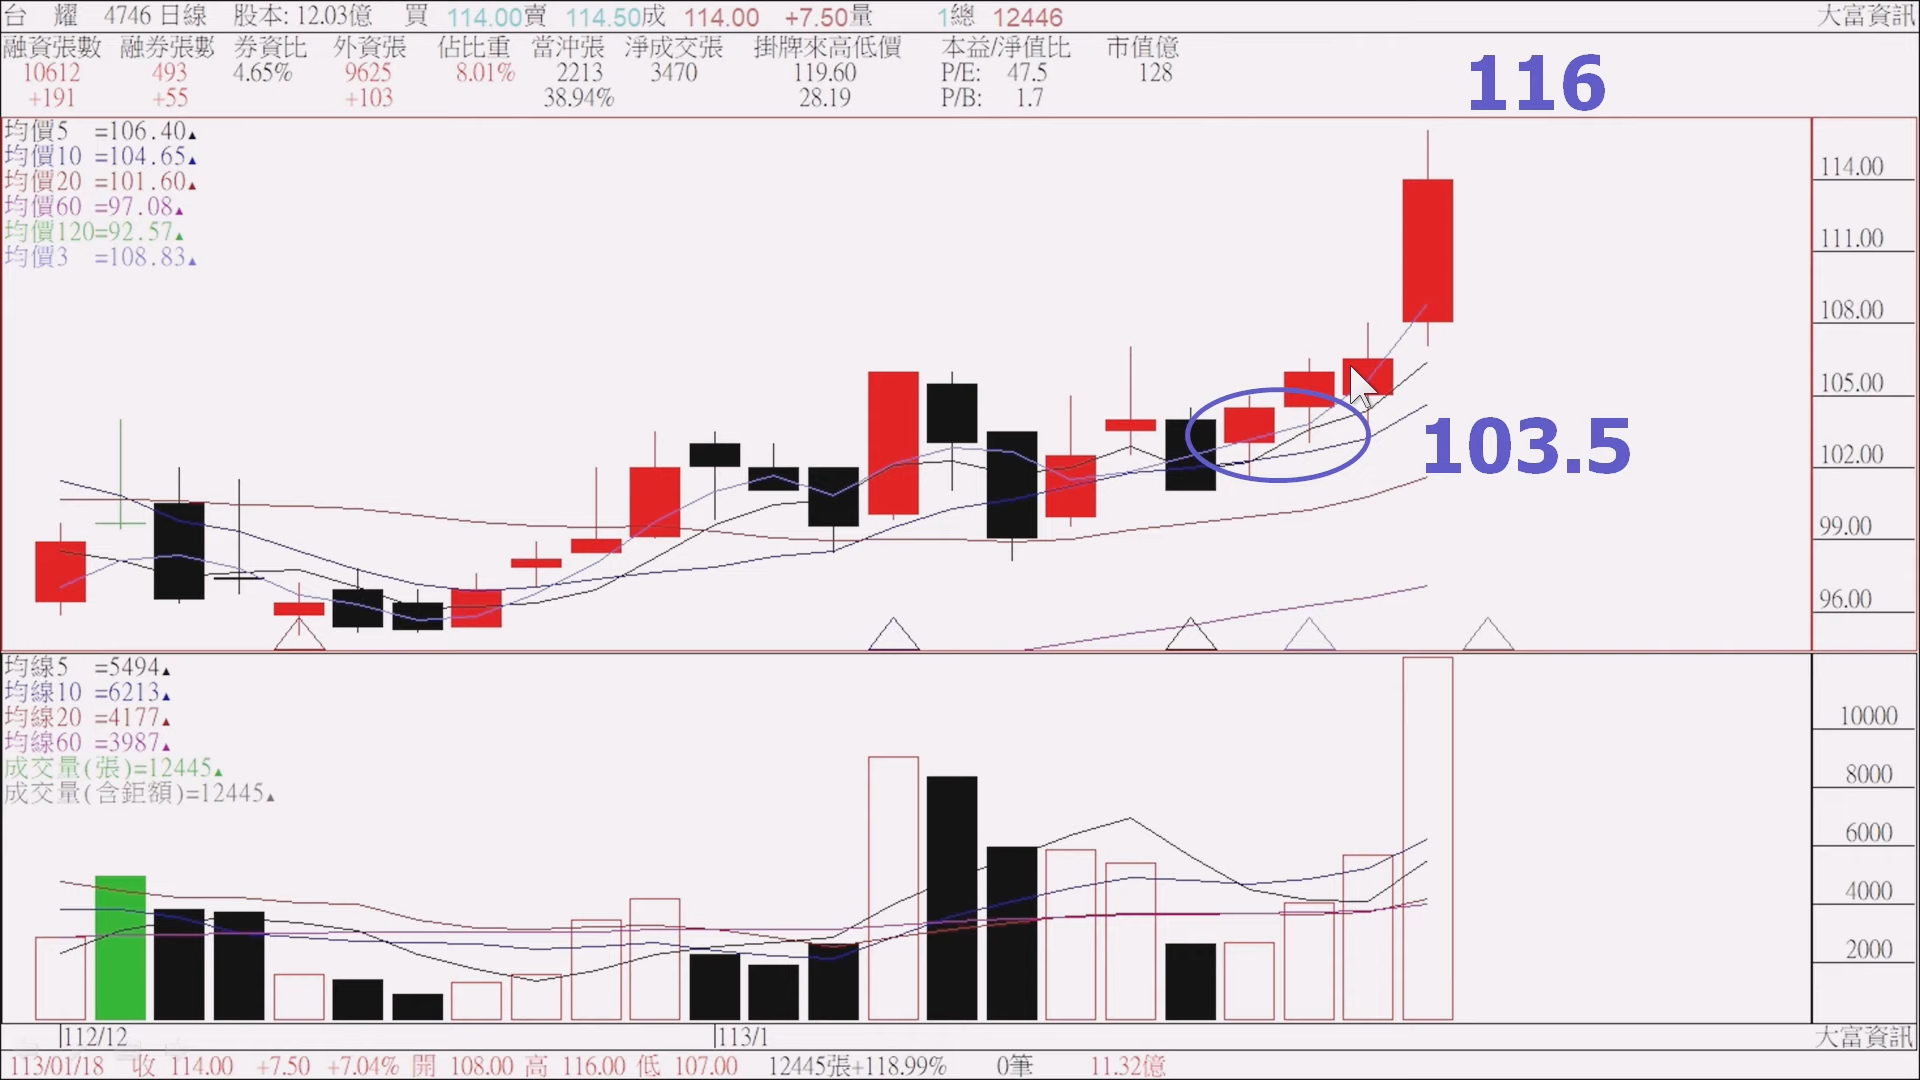 台　耀　4746 日線　股本: 12.03億　買 114.00賣 114.50成 114.00 +7.50量 1總 12446 大富資訊
融資張數 融券張數 券資比 外資張 佔比重 當沖張 淨成交張 掛牌來高低價 本益/淨值比 市值億
10612 493 4.65% 9625 8.01% 2213 3470 119.60 P/E: 47.5 128
+191 +55 +103 38.94% 28.19 P/B: 1.7
116
均價5 =106.40▲
均價10 =104.65▲
均價20 =101.60▲
均價60 =97.08▲
均價120=92.57▲
均價3 =108.83▲
114.00
111.00
108.00
105.00
103.5
102.00
99.00
96.00
均線5 =5494▲
均線10 =6213▲
均線20 =4177▲
均線60 =3987▲
成交量(張)=12445▲
成交量(含鉅額)=12445▲
10000
8000
6000
4000
2000
112/12 113/1 大富資訊
113/01/18 收 114.00 +7.50 +7.04% 開 108.00 高 116.00 低 107.00 12445張+118.99% 0筆 11.32億